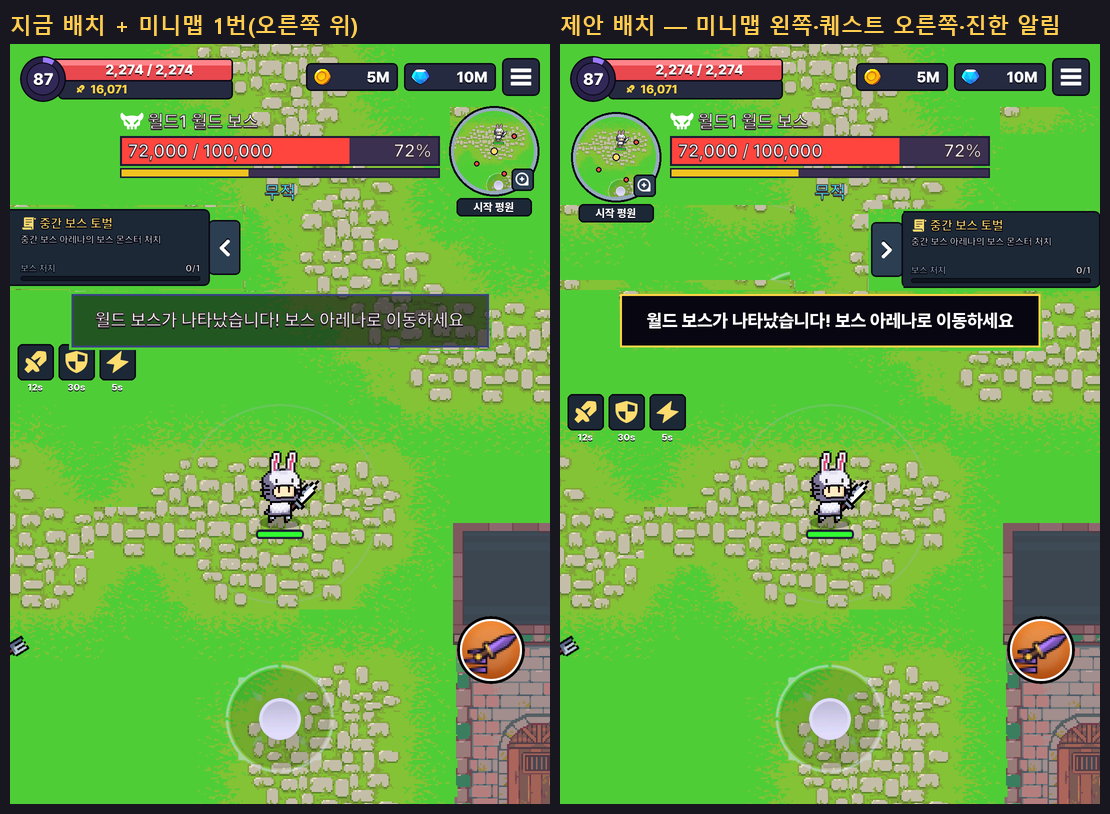 지금 배치 + 미니맵 1번(오른쪽 위)
87
2,274 / 2,274
16,071
5M
10M
월드1 월드 보스
72,000 / 100,000
72%
무적
시작 평원
중간 보스 토벌
중간 보스 아레나의 보스 몬스터 처치
보스 처치
0/1
월드 보스가 나타났습니다! 보스 아레나로 이동하세요
12s
30s
5s
제안 배치 — 미니맵 왼쪽·퀘스트 오른쪽·진한 알림
87
2,274 / 2,274
16,071
5M
10M
월드1 월드 보스
72,000 / 100,000
72%
무적
시작 평원
중간 보스 토벌
중간 보스 아레나의 보스 몬스터 처치
보스 처치
0/1
월드 보스가 나타났습니다! 보스 아레나로 이동하세요
12s
30s
5s